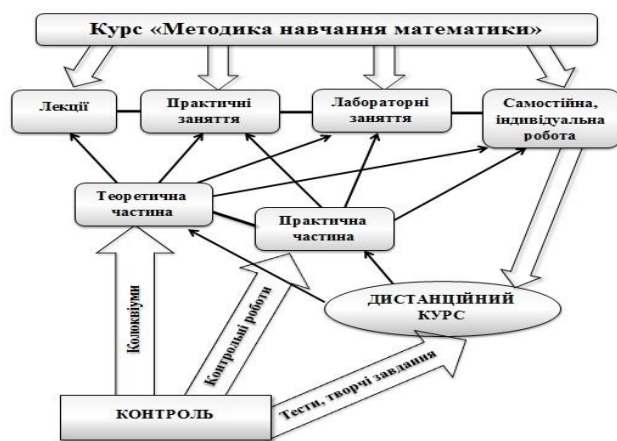 Курс «Методика навчання математики»
Лекції
Практичні
заняття
Лабораторні
заняття
Самостійна,
індивідуальна
робота
Теоретична
частина
Практична
частина
ДИСТАНЦІЙНИЙ
КУРС
Колоквіуми
Контрольні роботи
Тести, творчі завдання
КОНТРОЛЬ